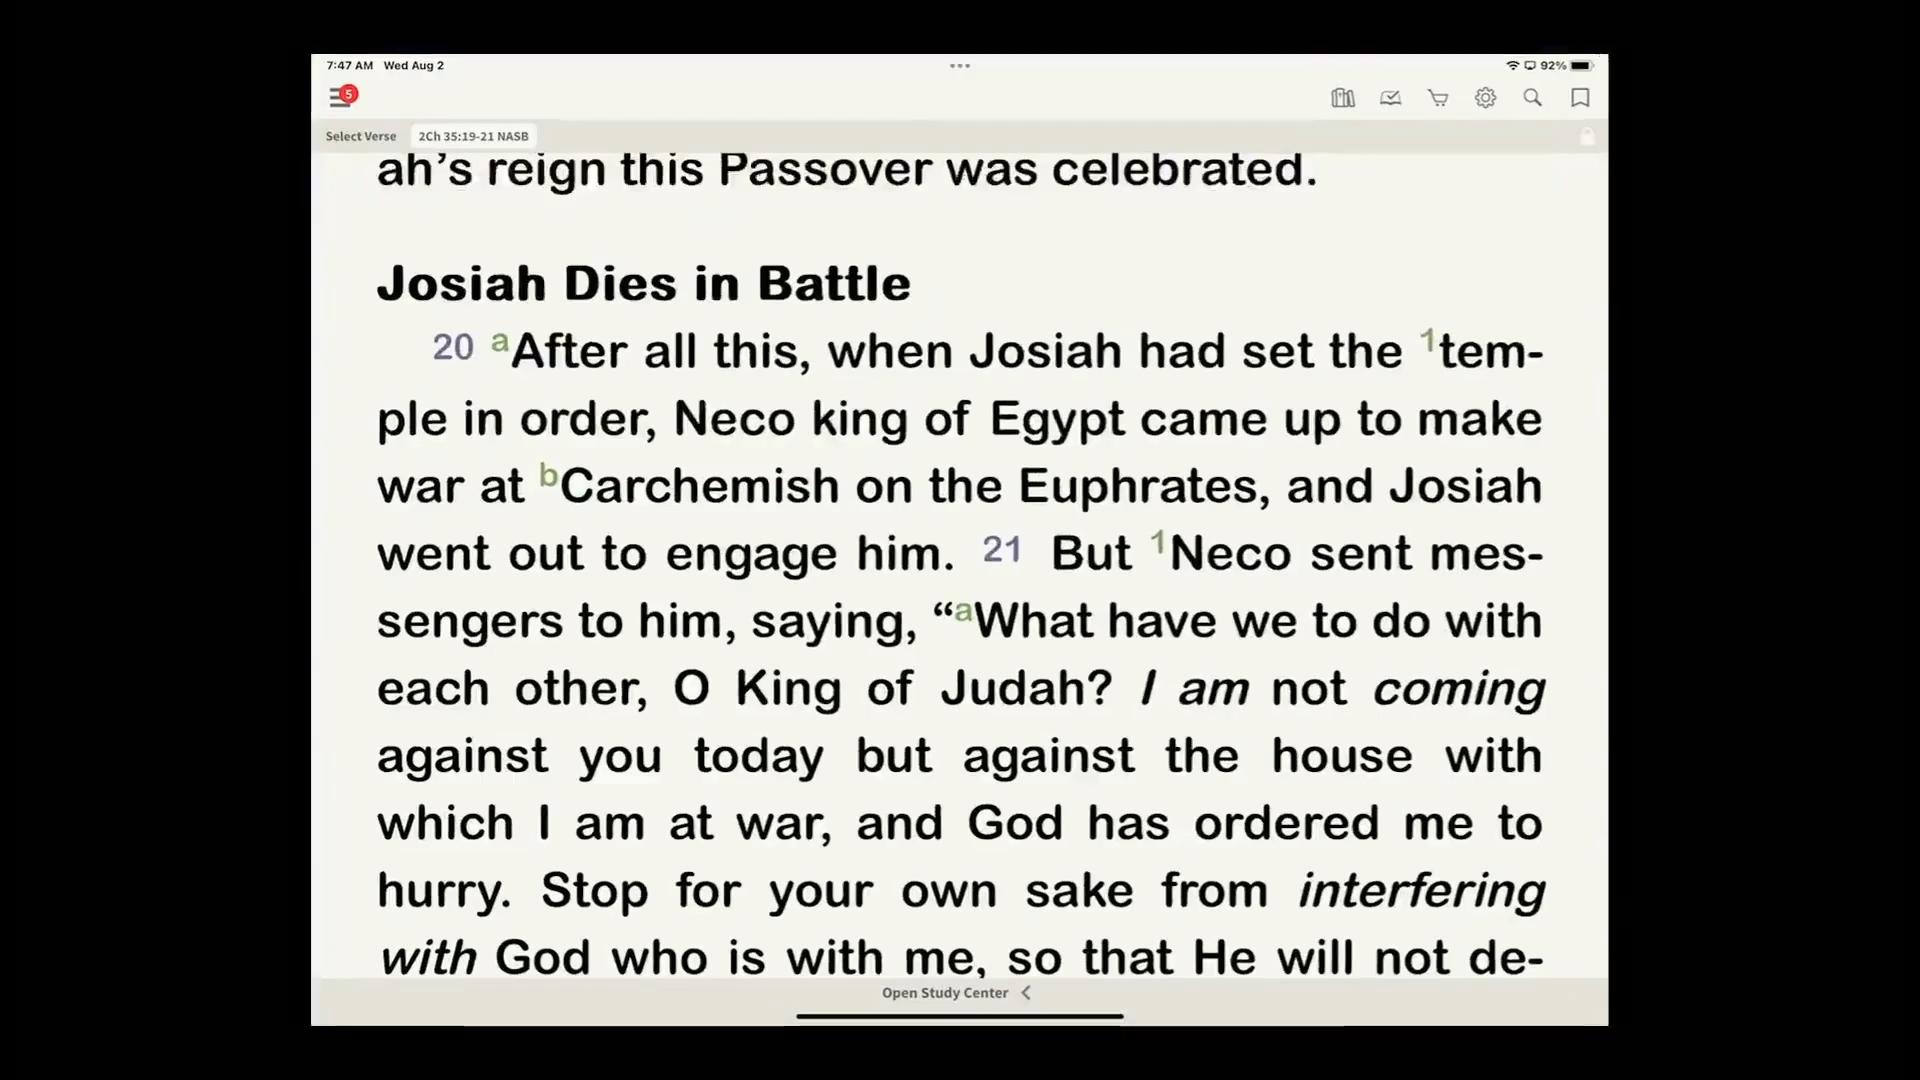 7:47 AM Wed Aug 2
92%
5
Select Verse 2Ch 35:19-21 NASB
ah’s reign this Passover was celebrated.
Josiah Dies in Battle
20 aAfter all this, when Josiah had set the 1tem-
ple in order, Neco king of Egypt came up to make
war at bCarchemish on the Euphrates, and Josiah
went out to engage him. 21 But 1Neco sent mes-
sengers to him, saying, “aWhat have we to do with
each other, O King of Judah? I am not coming
against you today but against the house with
which I am at war, and God has ordered me to
hurry. Stop for your own sake from interfering
with God who is with me, so that He will not de-
Open Study Center